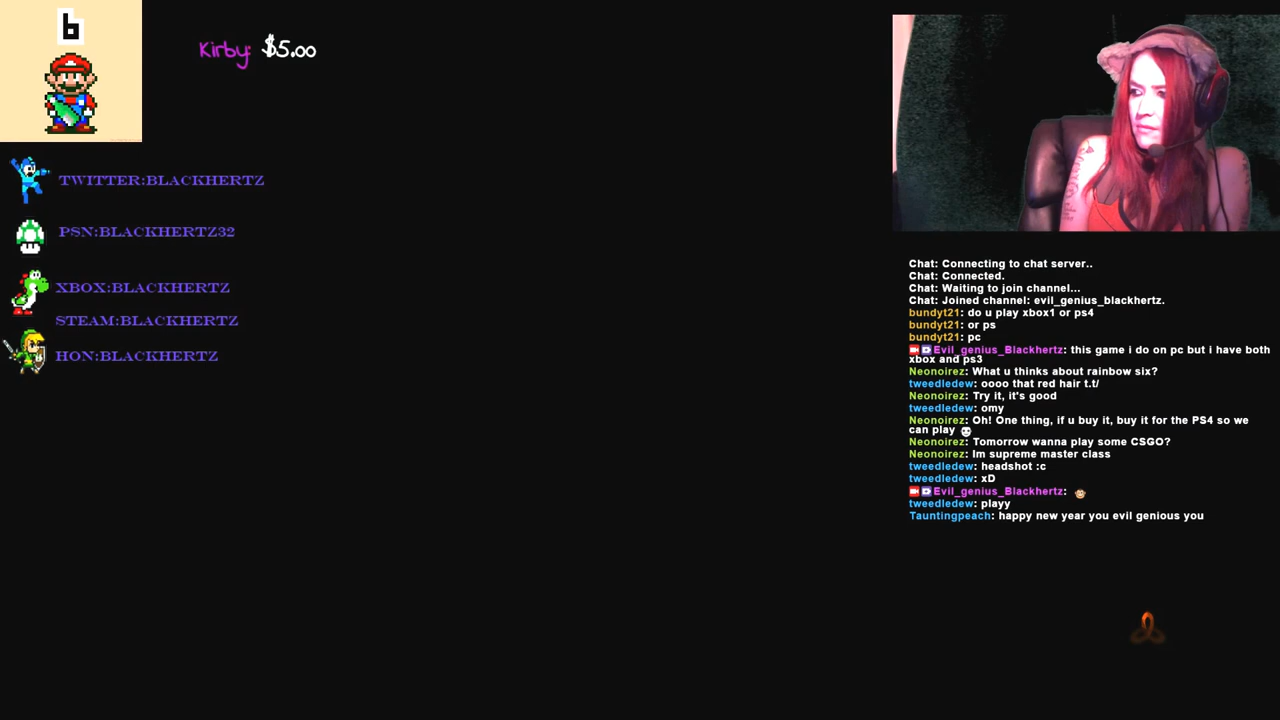 b
Kirby: $5.00
TWITTER:BLACKHERTZ
PSN:BLACKHERTZ32
XBOX:BLACKHERTZ
STEAM:BLACKHERTZ
HON:BLACKHERTZ
Chat: Connecting to chat server..
Chat: Connected.
Chat: Waiting to join channel...
Chat: Joined channel: evil_genius_blackhertz.
bundyt21: do u play xbox1 or ps4
bundyt21: or ps
bundyt21: pc
Evil_genius_Blackhertz: this game i do on pc but i have both
xbox and ps3
Neonoirez: What u thinks about rainbow six?
tweedledew: oooo that red hair t.t/
Neonoirez: Try it, it's good
tweedledew: omy
Neonoirez: Oh! One thing, if u buy it, buy it for the PS4 so we
can play
Neonoirez: Tomorrow wanna play some CSGO?
Neonoirez: Im supreme master class
tweedledew: headshot :c
tweedledew: xD
Evil_genius_Blackhertz:
tweedledew: playy
Tauntingpeach: happy new year you evil genious you